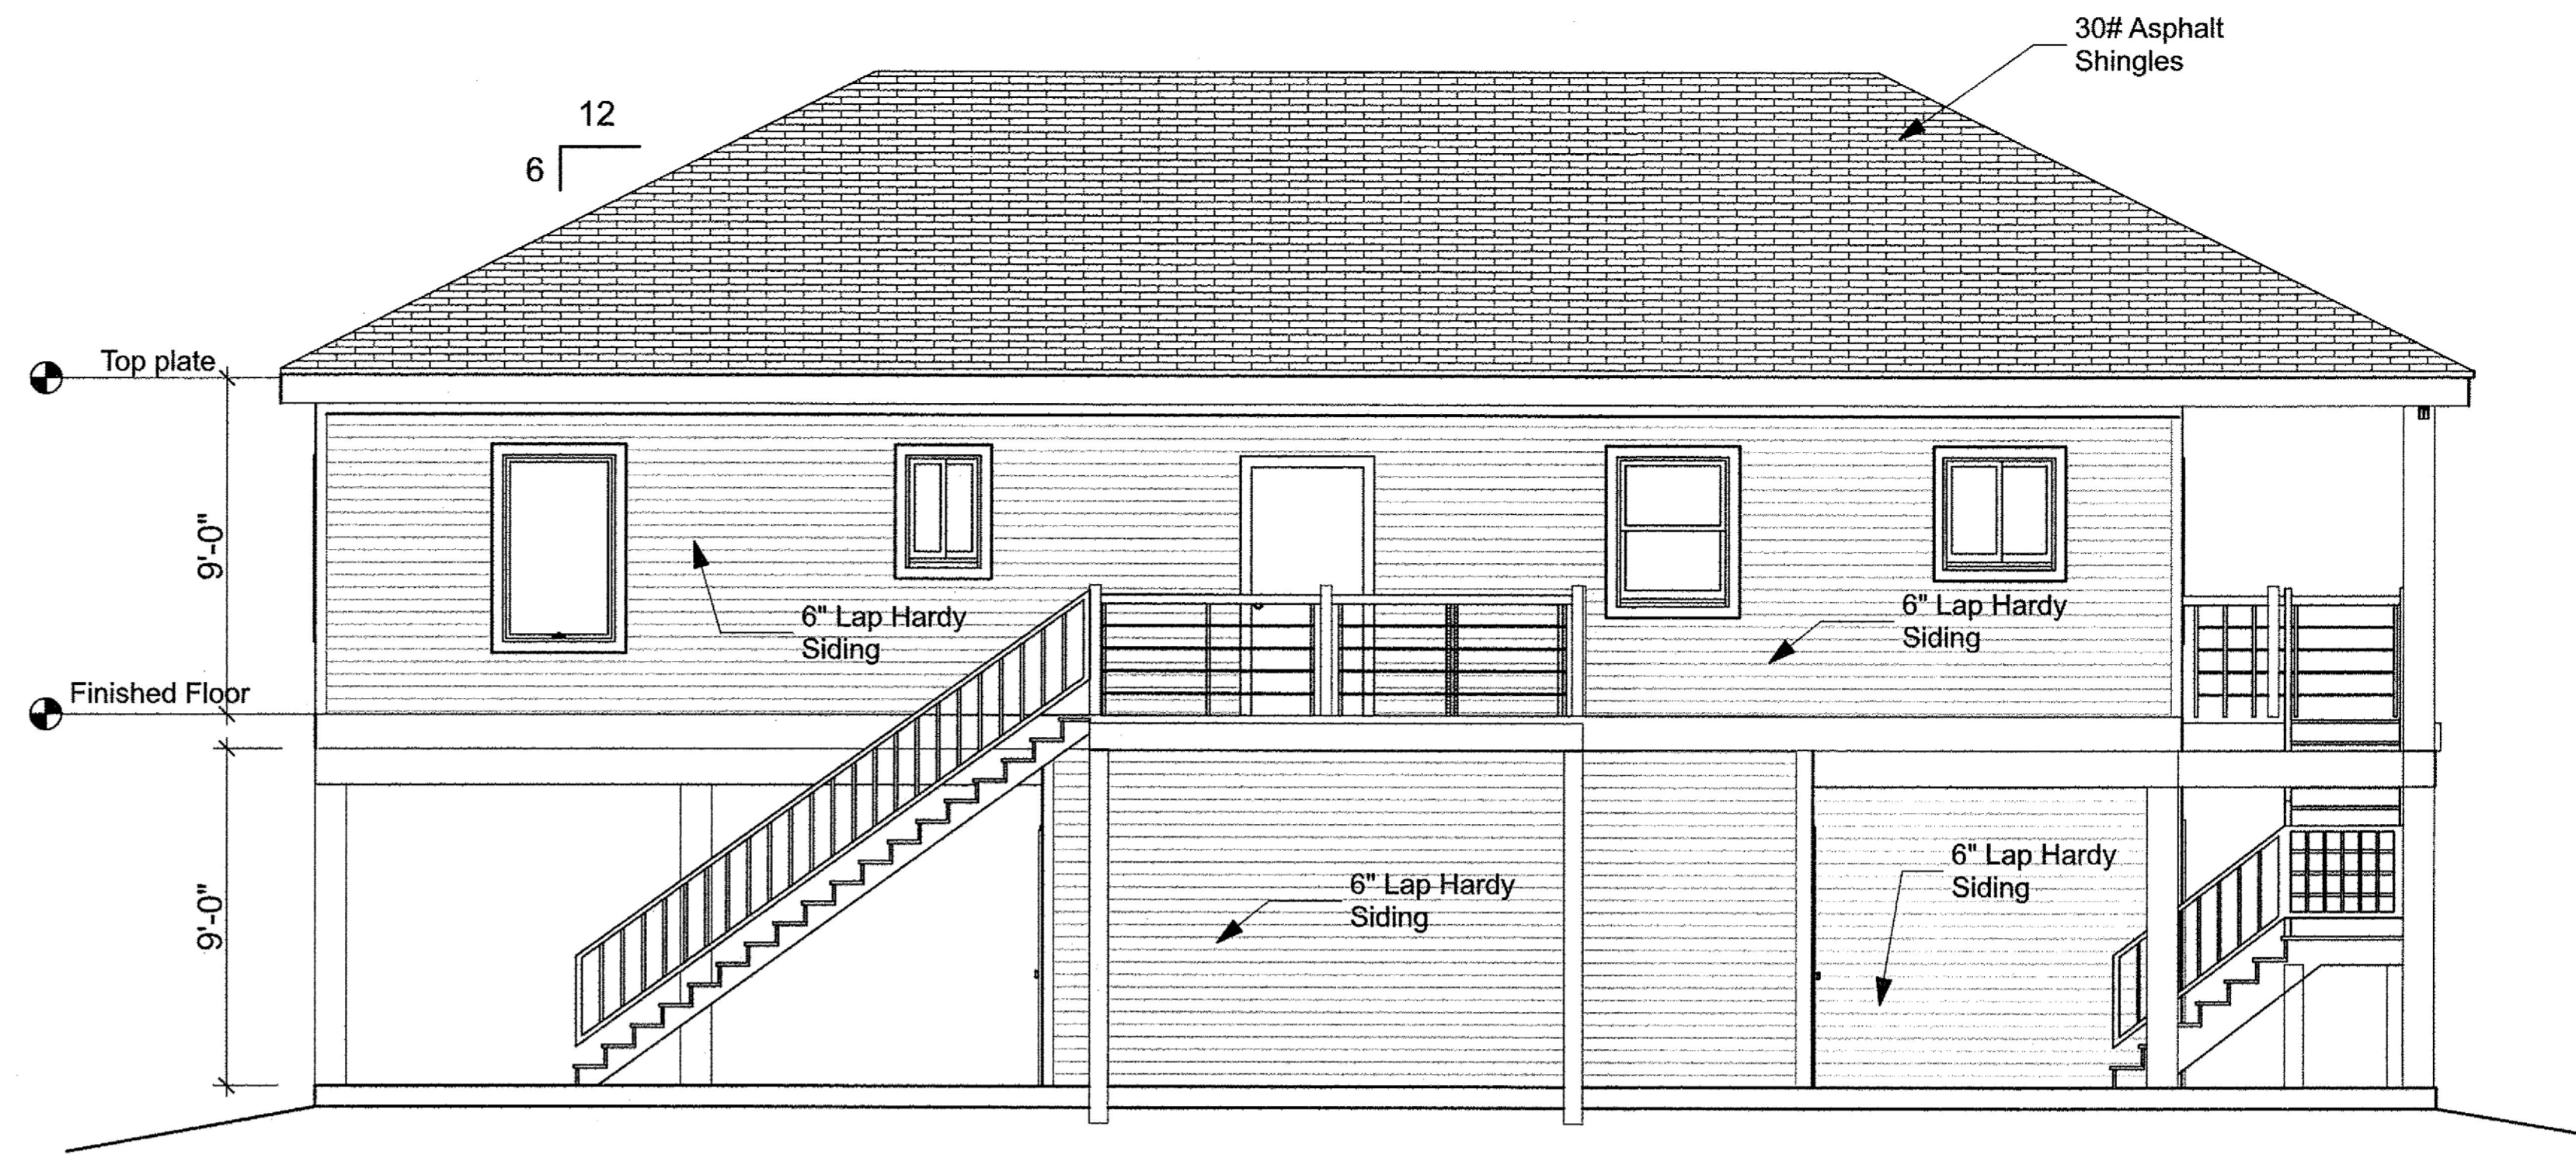 30# Asphalt
Shingles
12
6
Top plate
9'-0"
6" Lap Hardy
Siding
6" Lap Hardy
Siding
Finished Floor
9'-0"
6" Lap Hardy
Siding
6" Lap Hardy
Siding